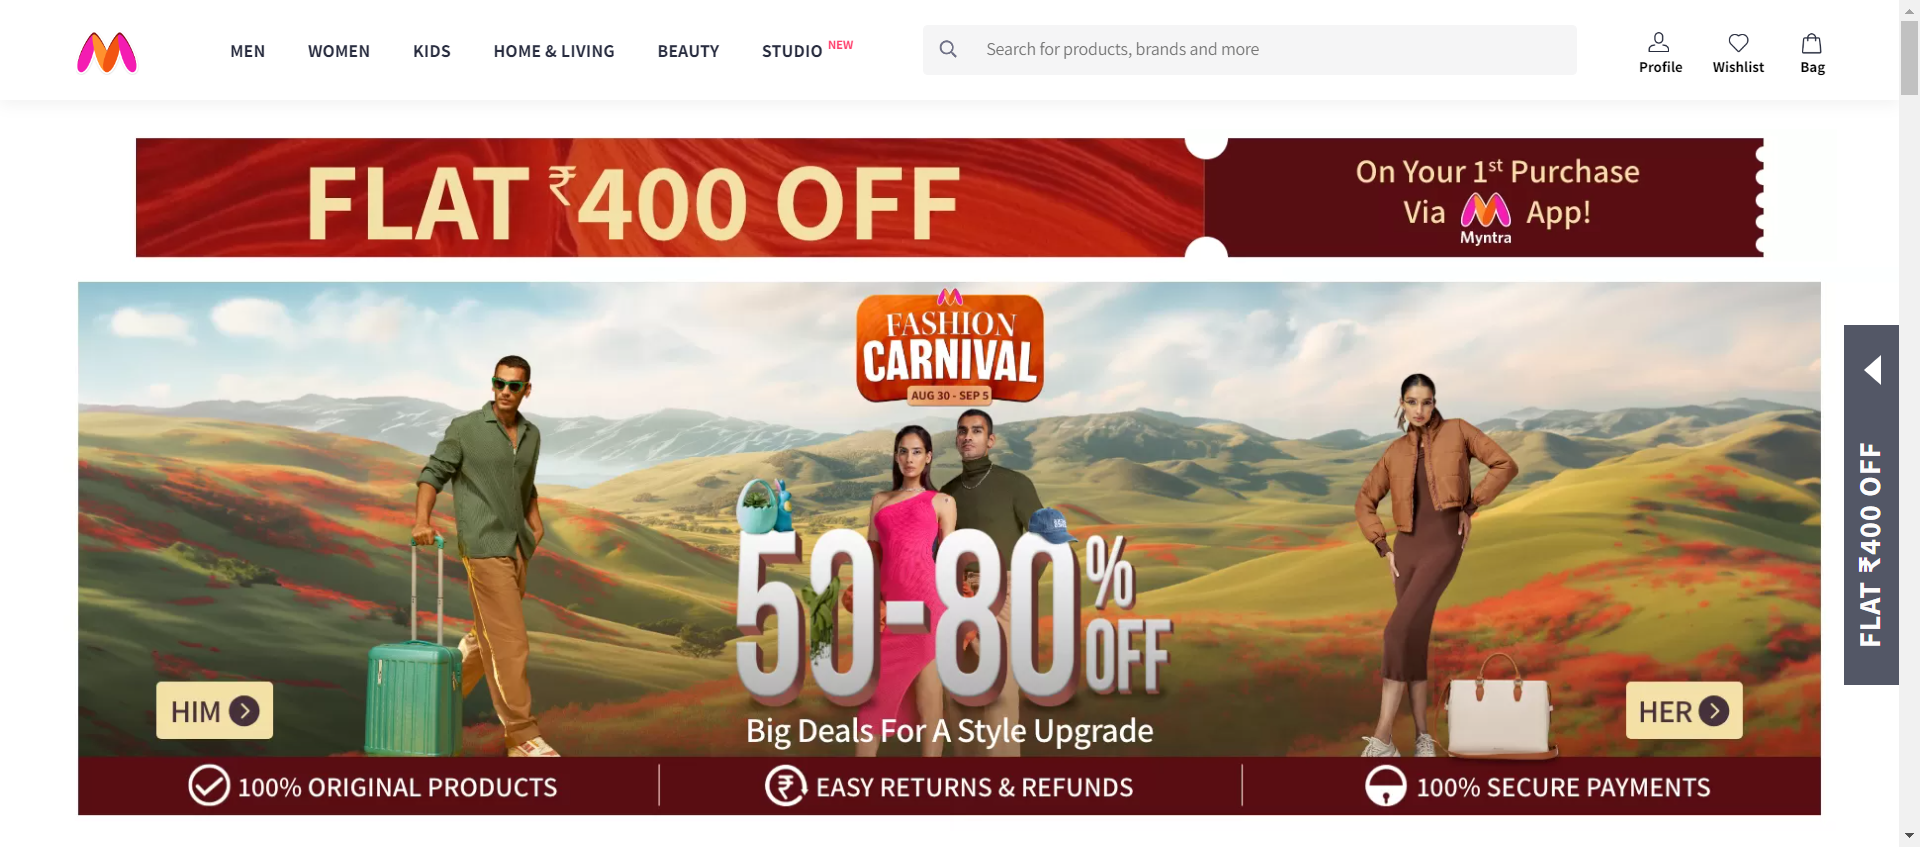 MEN
WOMEN
KIDS
HOME & LIVING
BEAUTY
STUDIO NEW
Search for products, brands and more
Profile
Wishlist
Bag
FLAT ₹400 OFF
On Your 1st Purchase
Via Myntra App!
FASHION
CARNIVAL
AUG 30 - SEP 5
50-80% OFF
Big Deals For A Style Upgrade
HIM
HER
100% ORIGINAL PRODUCTS
EASY RETURNS & REFUNDS
100% SECURE PAYMENTS
FLAT ₹400 OFF